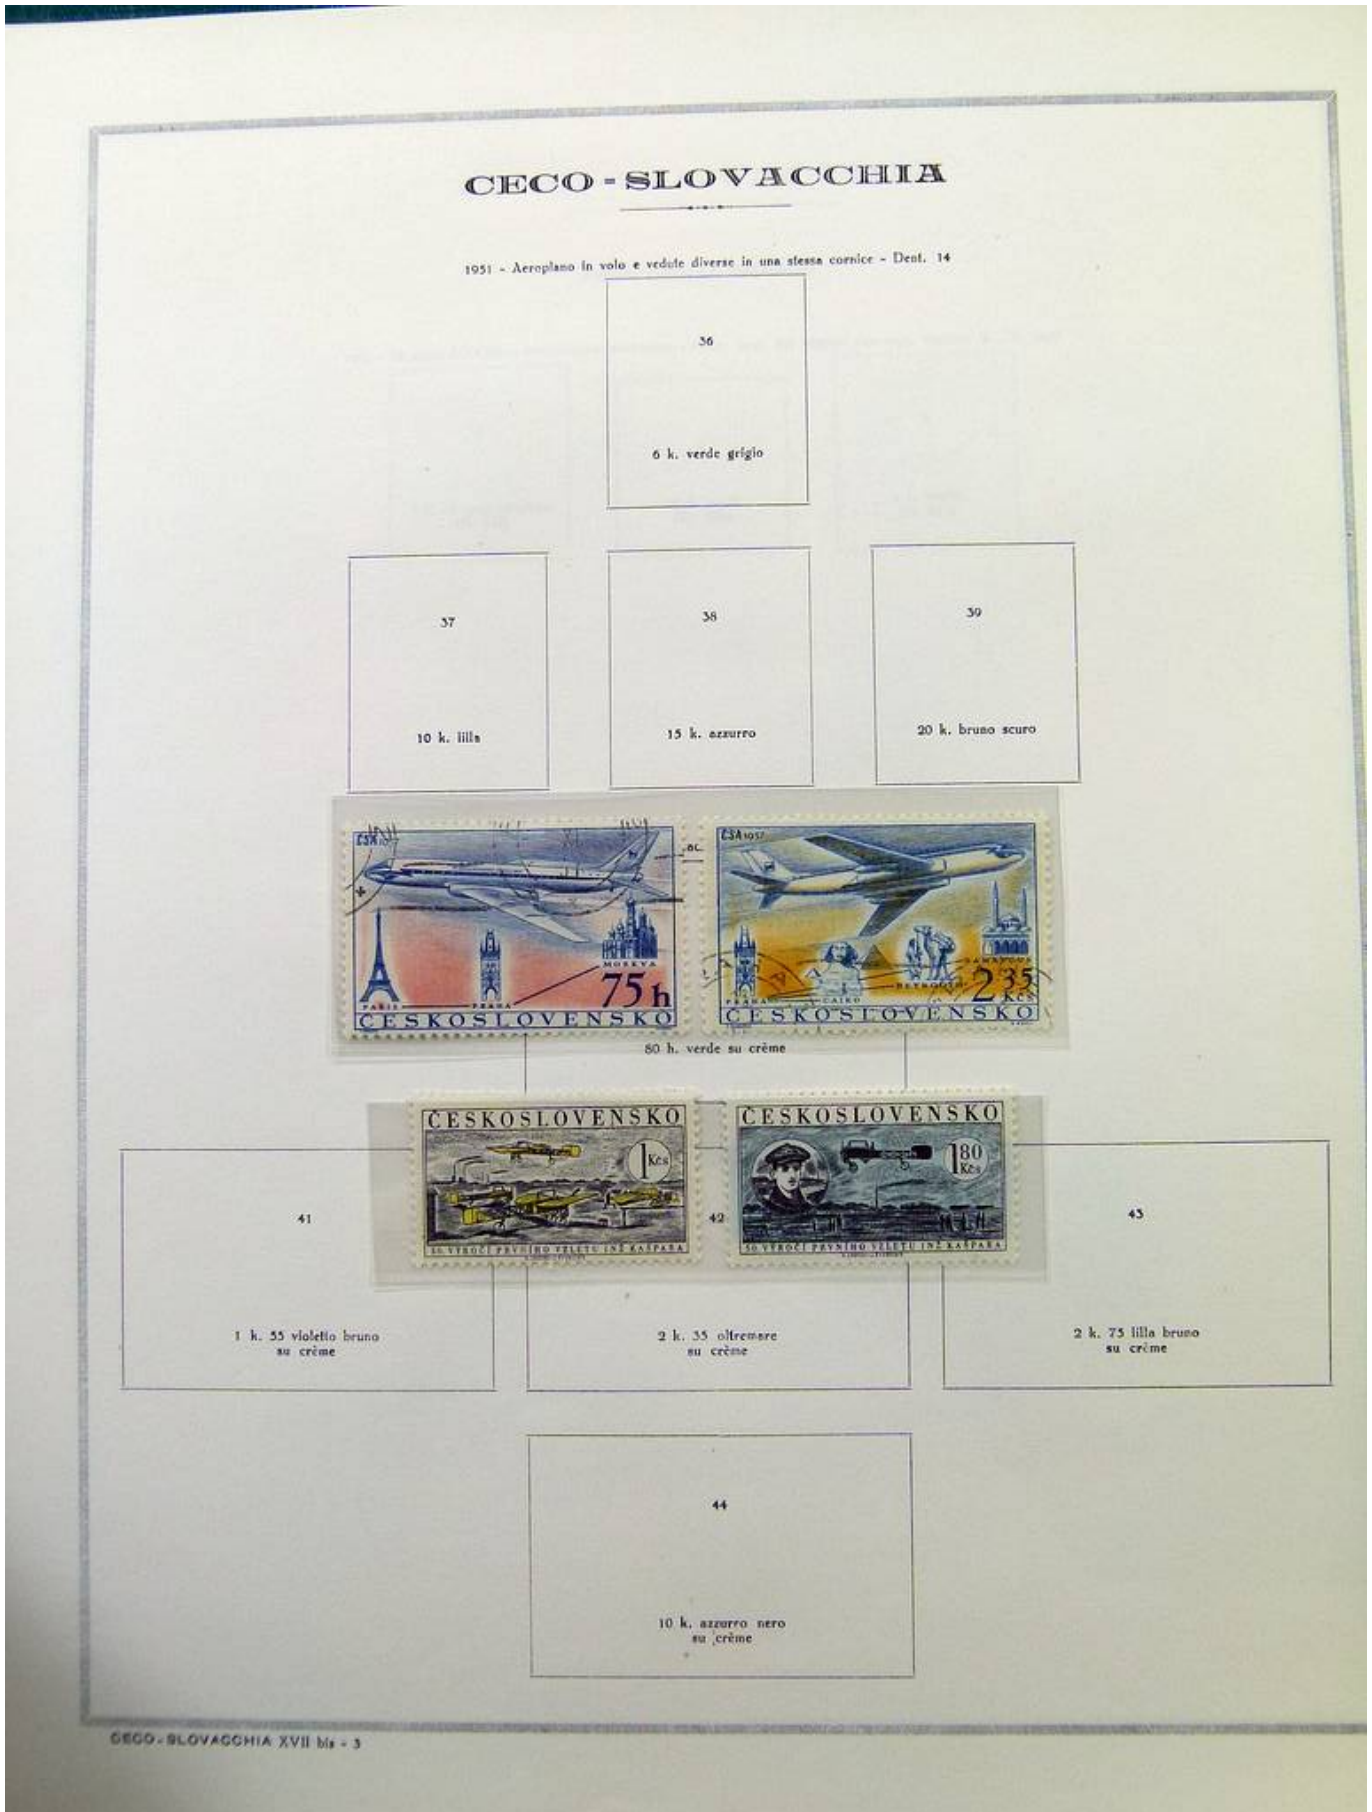 CECO-SLOVACCHIA
1951 - Aeroplano in volo e vedute diverse in una stessa cornice - Dent. 14
36
6 k. verde grigio
37
38
39
10 k. lilla
15 k. azzurro
20 k. bruno scuro
ČSA
MOSKVA
PARIS
PRAHA
75 h
ČESKOSLOVENSKO
ČSA 1957
DAMASCUS
BEYROUTH
CAIRO
PRAHA
2 35 Kčs
ČESKOSLOVENSKO
80 h. verde su crème
ČESKOSLOVENSKO
1 Kčs
50. VÝROČÍ PRVNÍHO VZLETU INŽ KAŠPARA
ČESKOSLOVENSKO
1 80 Kčs
50. VÝROČÍ PRVNÍHO VZLETU INŽ KAŠPARA
41
42
43
1 k. 55 violetto bruno
su crème
2 k. 35 oltremare
su crème
2 k. 75 lilla bruno
su crème
44
10 k. azzurro nero
su crème
CECO-SLOVACCHIA XVII bis - 3